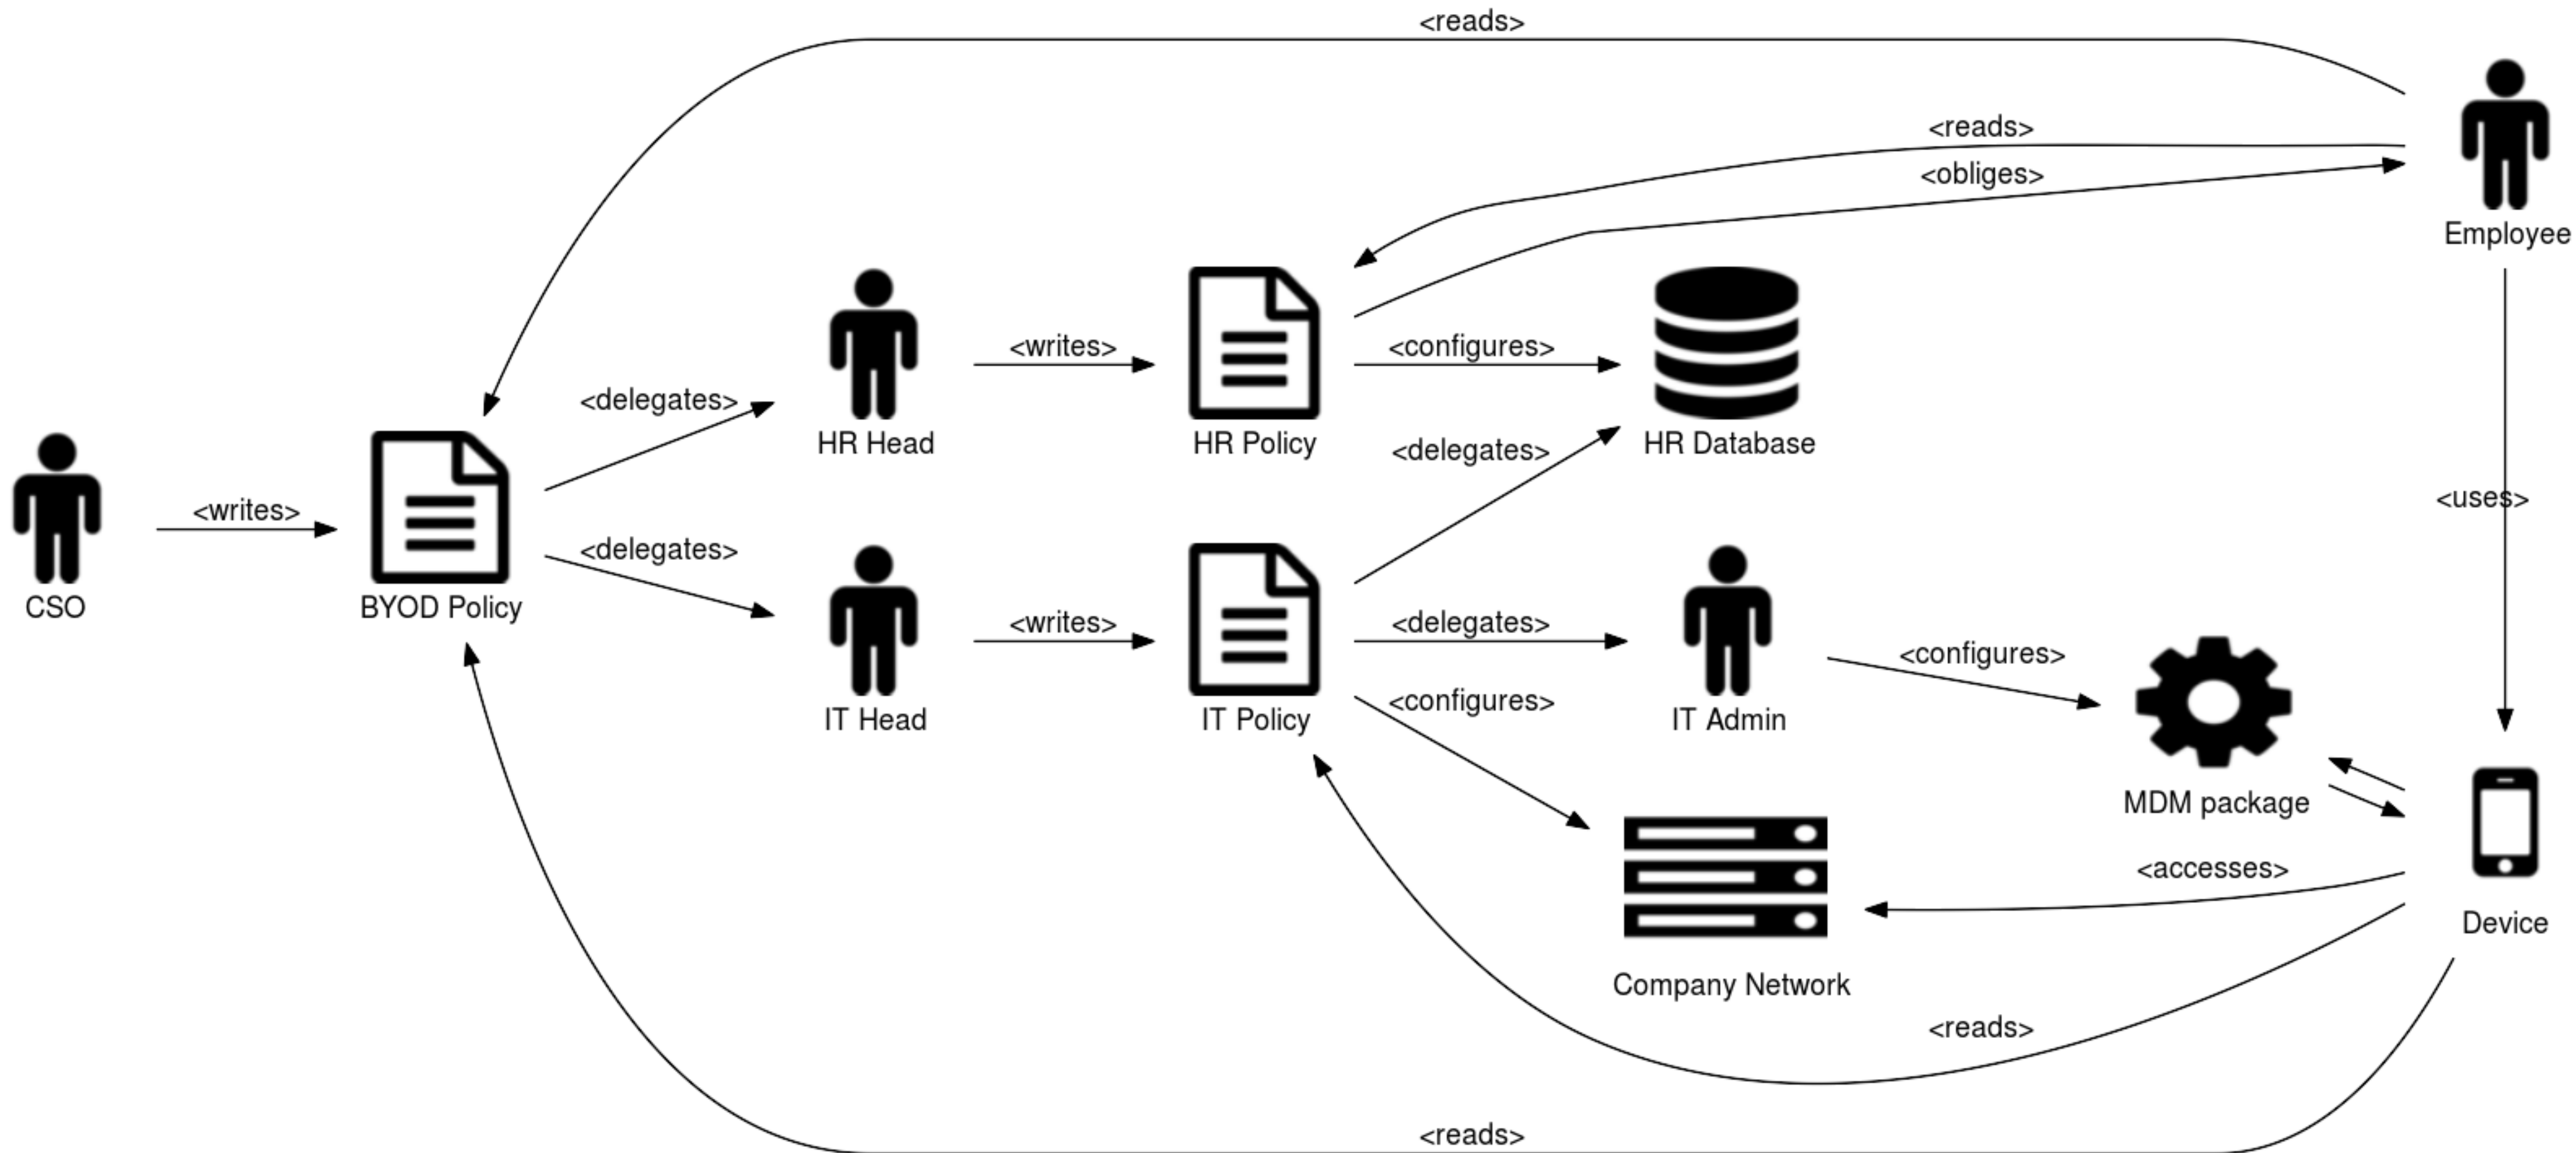 <reads>
<reads>
<obliges>
Employee
<writes>
<configures>
<delegates>
HR Head
HR Policy
<delegates>
HR Database
<uses>
<writes>
<delegates>
CSO
BYOD Policy
<writes>
<delegates>
<configures>
<configures>
IT Head
IT Policy
IT Admin
MDM package
<accesses>
Device
Company Network
<reads>
<reads>